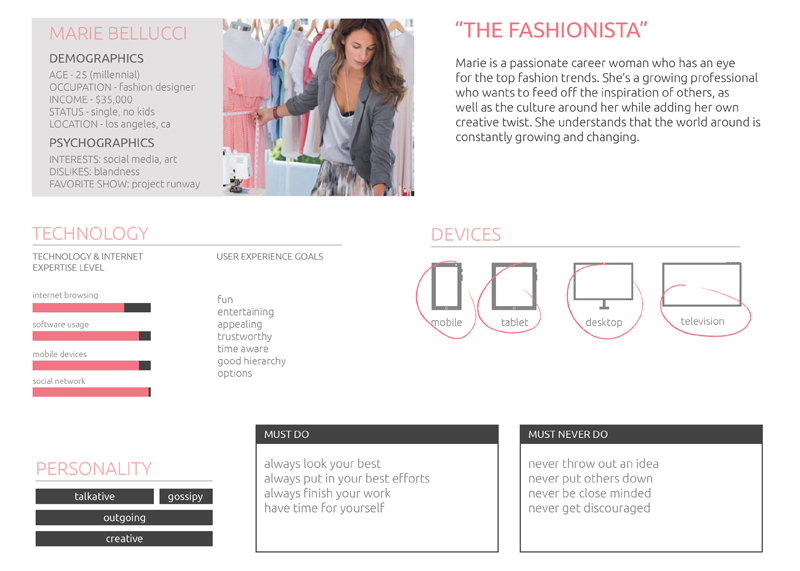 MARIE BELLUCCI
DEMOGRAPHICS
AGE - 25 (millennial)
OCCUPATION - fashion designer
INCOME - $35,000
STATUS - single, no kids
LOCATION - los angeles, ca
PSYCHOGRAPHICS
INTERESTS: social media, art
DISLIKES: blandness
FAVORITE SHOW: project runway
“THE FASHIONISTA”
Marie is a passionate career woman who has an eye
for the top fashion trends. She’s a growing professional
who wants to feed off the inspiration of others, as
well as the culture around her while adding her own
creative twist. She understands that the world around is
constantly growing and changing.
TECHNOLOGY
TECHNOLOGY & INTERNET
EXPERTISE LEVEL
internet browsing
software usage
mobile devices
social network
USER EXPERIENCE GOALS
fun
entertaining
appealing
trustworthy
time aware
good hierarchy
options
DEVICES
mobile
tablet
desktop
television
PERSONALITY
talkative
gossipy
outgoing
creative
MUST DO
always look your best
always put in your best efforts
always finish your work
have time for yourself
MUST NEVER DO
never throw out an idea
never put others down
never be close minded
never get discouraged